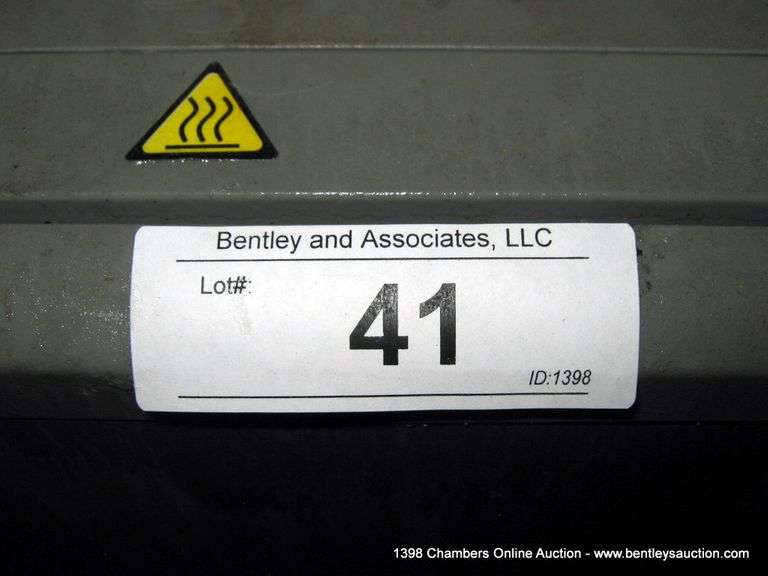 Bentley and Associates, LLC
Lot#:
41
ID:1398
1398 Chambers Online Auction - www.bentleysauction.com